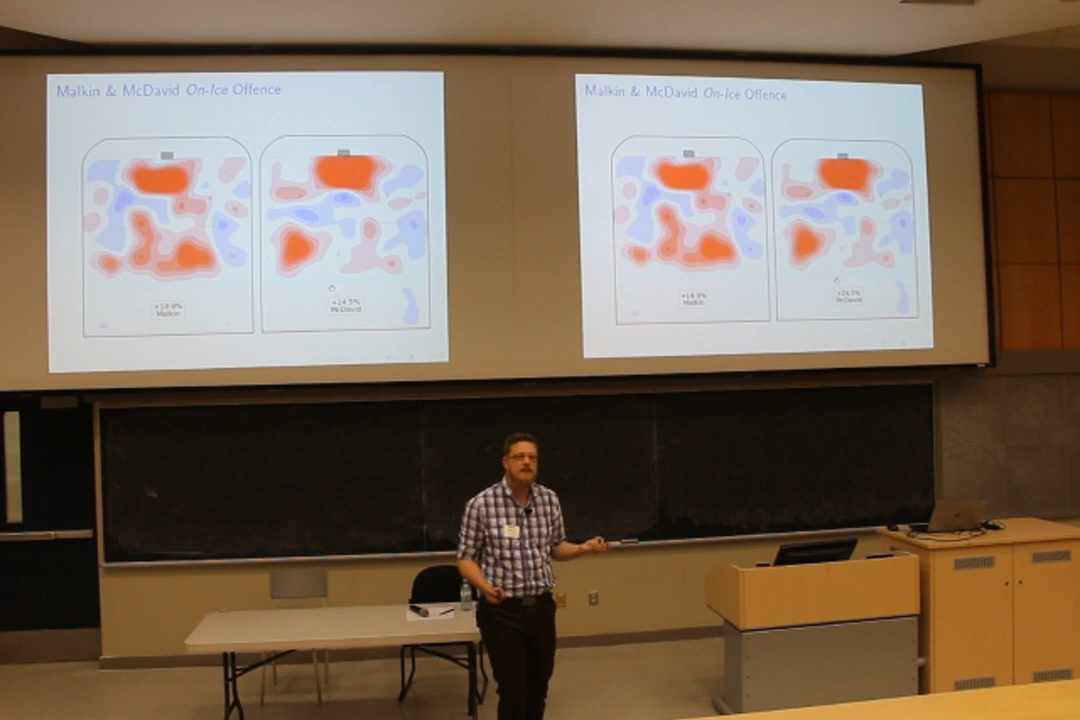 Malkin & McDavid On-Ice Offence
+19.9%
Malkin
+24.5%
McDavid
Malkin & McDavid On-Ice Offence
+19.9%
Malkin
+24.5%
McDavid